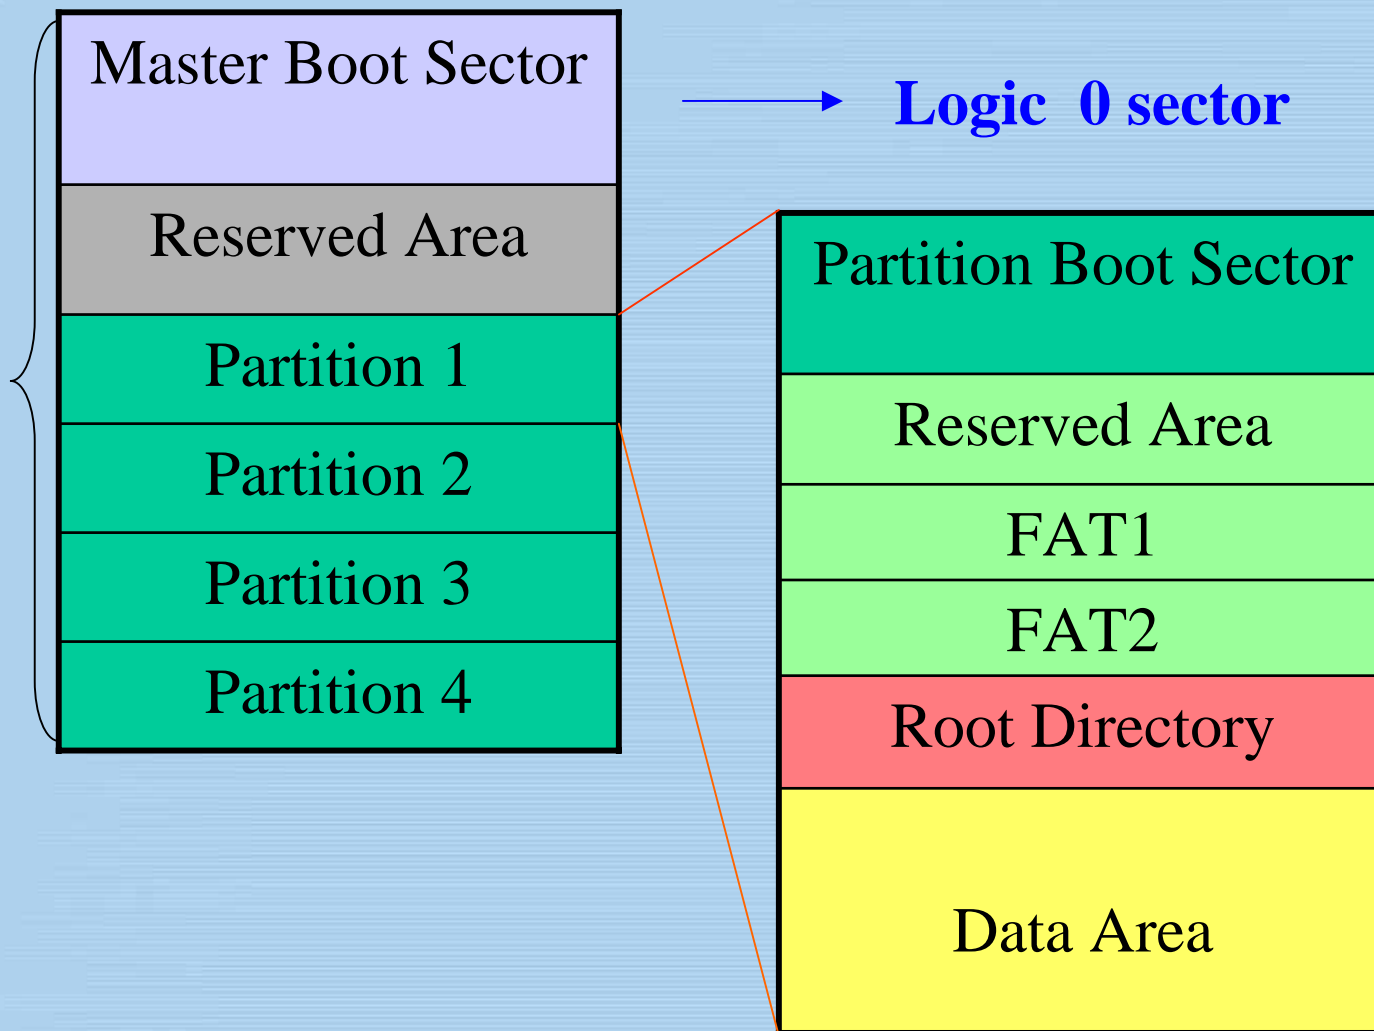 Master Boot Sector
Logic 0 sector
Reserved Area
Partition 1
Partition 2
Partition 3
Partition 4
Partition Boot Sector
Reserved Area
FAT1
FAT2
Root Directory
Data Area